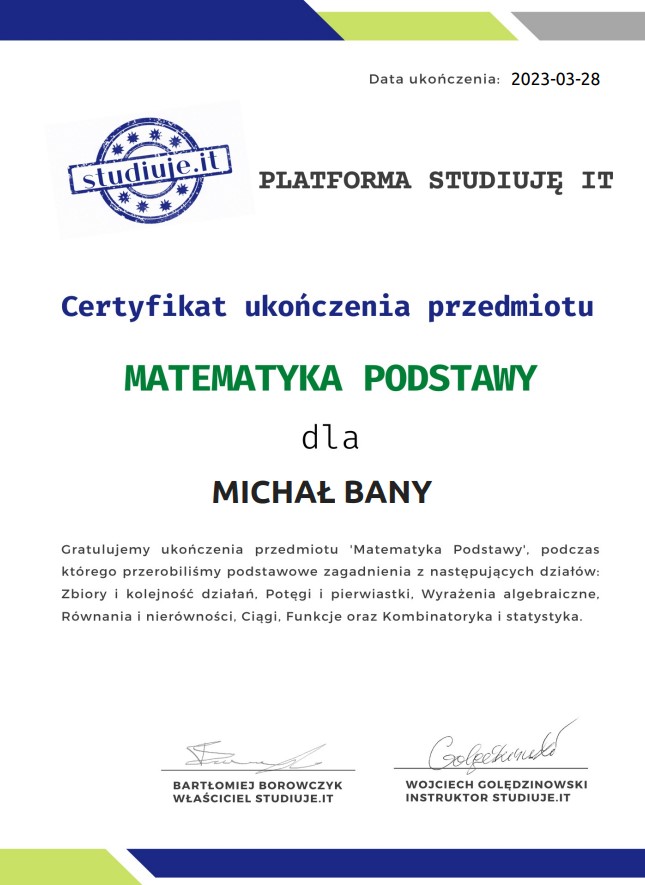 Data ukończenia: 2023-03-28
studiuje.it
PLATFORMA STUDIUJĘ IT
Certyfikat ukończenia przedmiotu
MATEMATYKA PODSTAWY
dla
MICHAŁ BANY
Gratulujemy ukończenia przedmiotu 'Matematyka Podstawy', podczas
którego przerobiliśmy podstawowe zagadnienia z następujących działów:
Zbiory i kolejność działań, Potęgi i pierwiastki, Wyrażenia algebraiczne,
Równania i nierówności, Ciągi, Funkcje oraz Kombinatoryka i statystyka.
BARTŁOMIEJ BOROWCZYK
WŁAŚCICIEL STUDIUJE.IT
WOJCIECH GOLĘDZINOWSKI
INSTRUKTOR STUDIUJE.IT